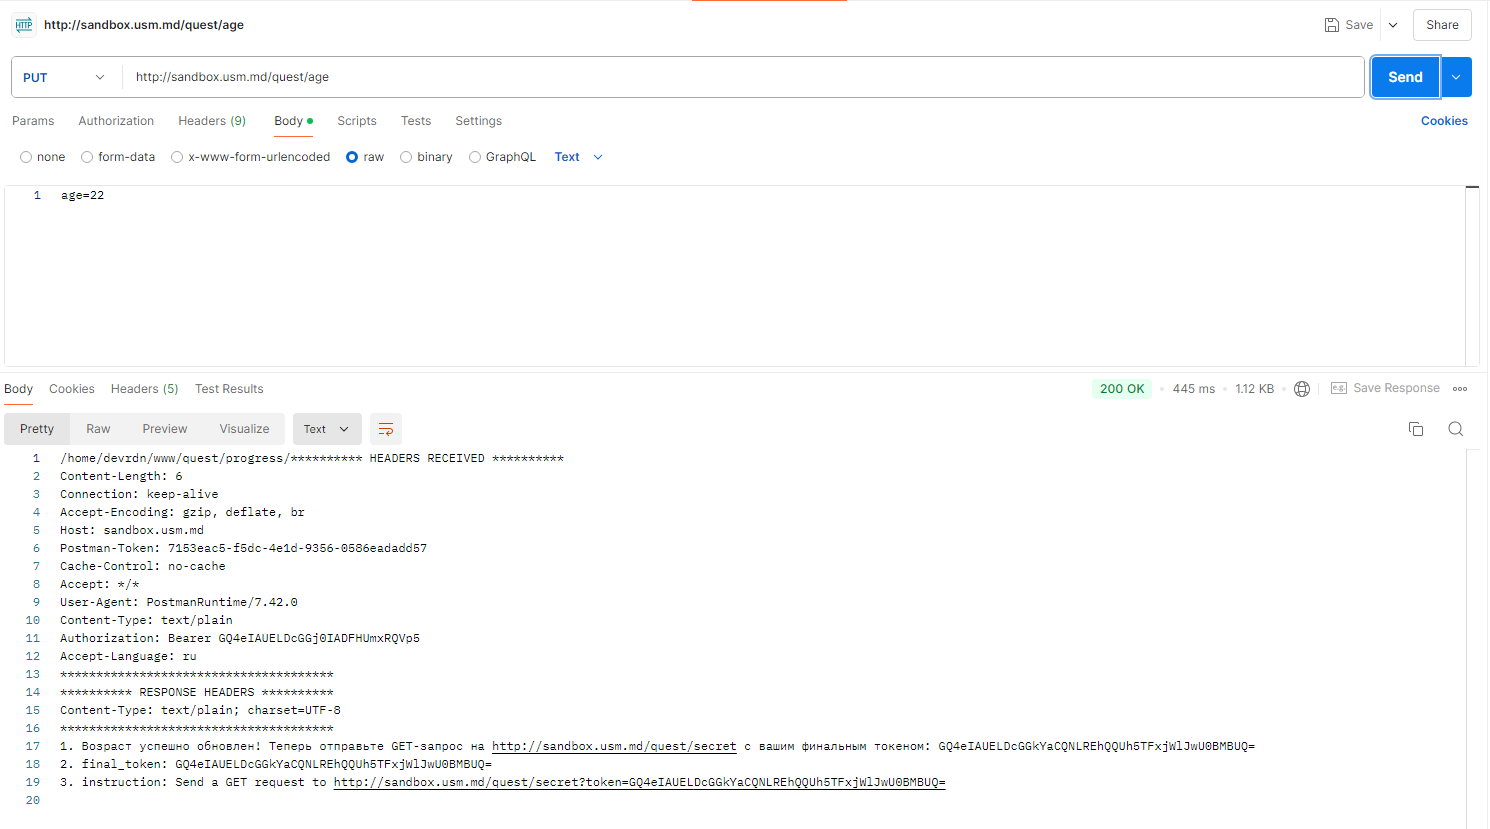 HTTP http://sandbox.usm.md/quest/age Save Share
PUT http://sandbox.usm.md/quest/age Send
Params Authorization Headers (9) Body Scripts Tests Settings Cookies
none form-data x-www-form-urlencoded raw binary GraphQL Text
1 age=22
Body Cookies Headers (5) Test Results 200 OK 445 ms 1.12 KB e.g. Save Response
Pretty Raw Preview Visualize Text
1 /home/devrdn/www/quest/progress/********** HEADERS RECEIVED **********
2 Content-Length: 6
3 Connection: keep-alive
4 Accept-Encoding: gzip, deflate, br
5 Host: sandbox.usm.md
6 Postman-Token: 7153eac5-f5dc-4e1d-9356-0586eadadd57
7 Cache-Control: no-cache
8 Accept: */*
9 User-Agent: PostmanRuntime/7.42.0
10 Content-Type: text/plain
11 Authorization: Bearer GQ4eIAUELDcGGj0IADFHUmxRQVp5
12 Accept-Language: ru
13 **************************************
14 ********** RESPONSE HEADERS **********
15 Content-Type: text/plain; charset=UTF-8
16 **************************************
17 1. Возраст успешно обновлен! Теперь отправьте GET-запрос на http://sandbox.usm.md/quest/secret с вашим финальным токеном: GQ4eIAUELDcGGkYaCQNLREhQQUh5TFxjWlJwU0BMBUQ=
18 2. final_token: GQ4eIAUELDcGGkYaCQNLREhQQUh5TFxjWlJwU0BMBUQ=
19 3. instruction: Send a GET request to http://sandbox.usm.md/quest/secret?token=GQ4eIAUELDcGGkYaCQNLREhQQUh5TFxjWlJwU0BMBUQ=
20